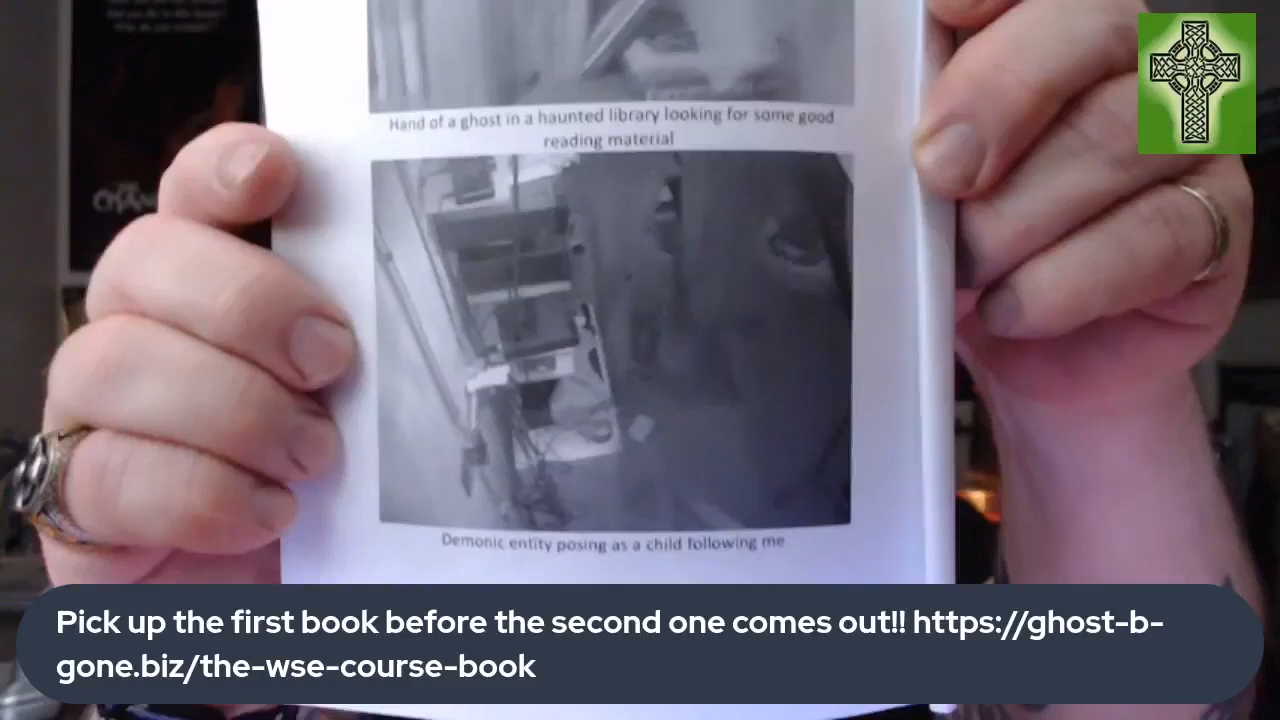 Hand of a ghost in a haunted library looking for some good
reading material
THE
Demonic entity posing as a child following me
Pick up the first book before the second one comes out!! https://ghost-b-
gone.biz/the-wse-course-book